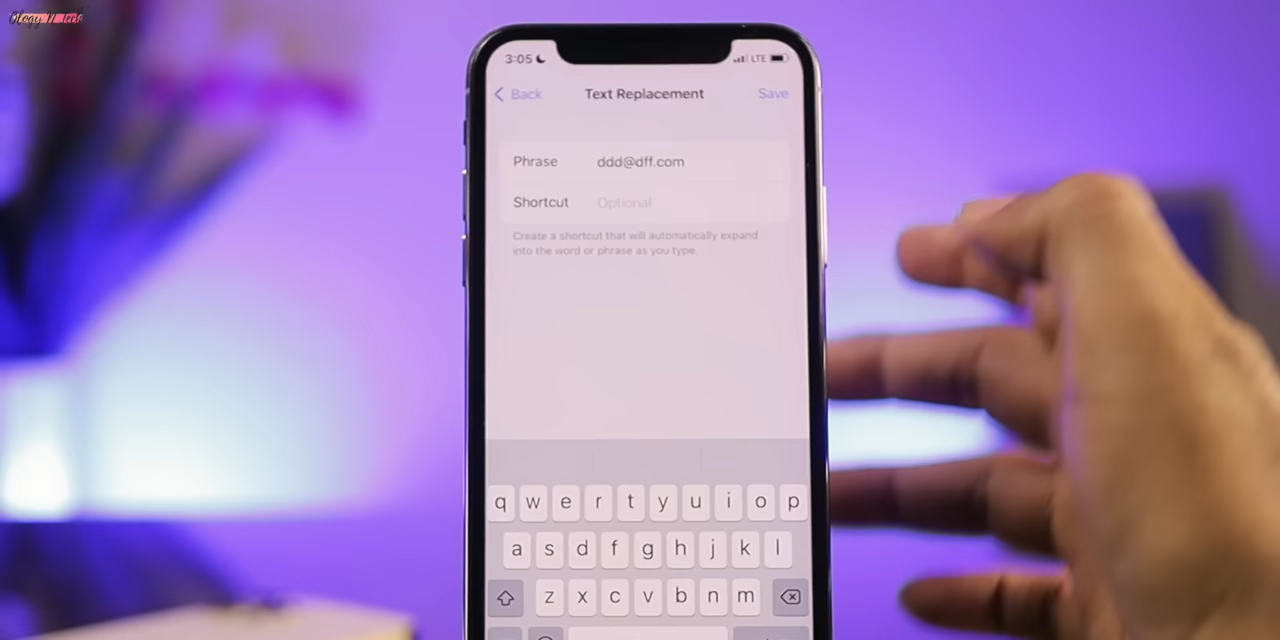 3:05
LTE
Back
Text Replacement
Save
Phrase ddd@dff.com
Shortcut Optional
Create a shortcut that will automatically expand
into the word or phrase as you type.
q w e r t y u i o p
a s d f g h j k l
z x c v b n m